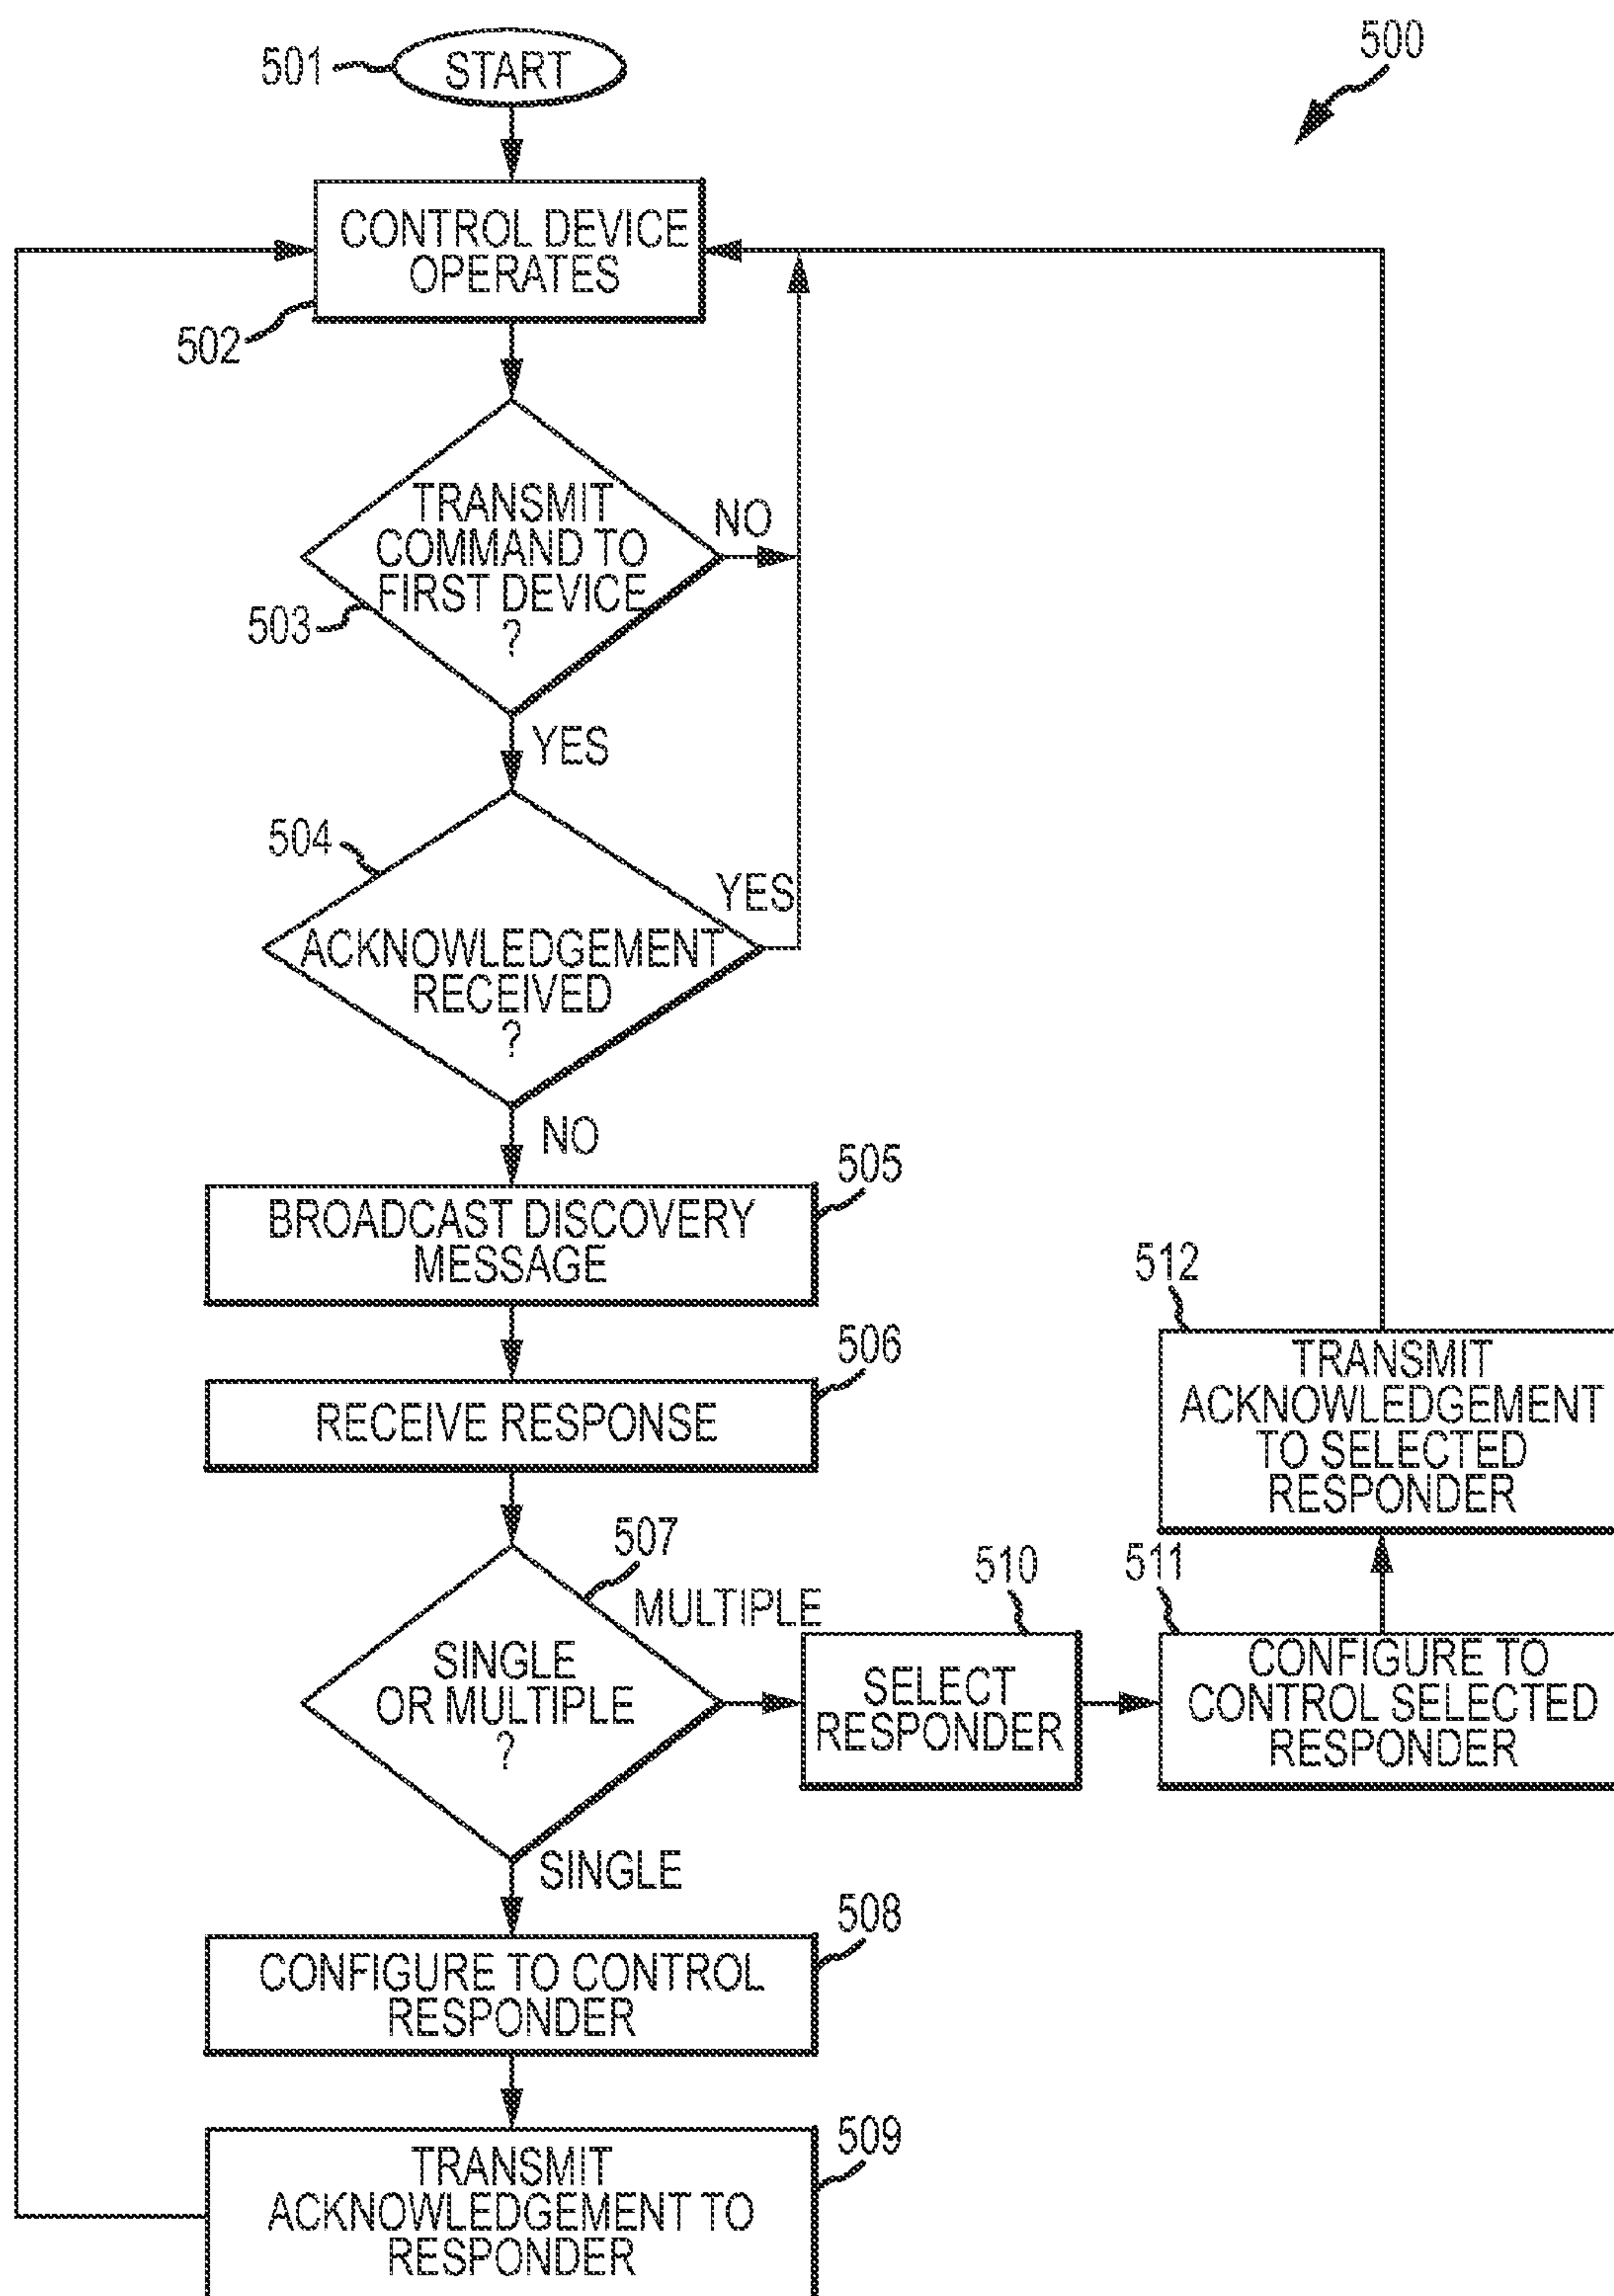 500
501
START
CONTROL DEVICE
OPERATES
502
TRANSMIT
COMMAND TO
FIRST DEVICE
?
NO
503
YES
504
YES
ACKNOWLEDGEMENT
RECEIVED
?
NO
505
BROADCAST DISCOVERY
MESSAGE
506
RECEIVE RESPONSE
507
MULTIPLE
SINGLE
OR MULTIPLE
?
510
SELECT
RESPONDER
511
CONFIGURE TO
CONTROL SELECTED
RESPONDER
512
TRANSMIT
ACKNOWLEDGEMENT
TO SELECTED
RESPONDER
SINGLE
508
CONFIGURE TO CONTROL
RESPONDER
509
TRANSMIT
ACKNOWLEDGEMENT TO
RESPONDER